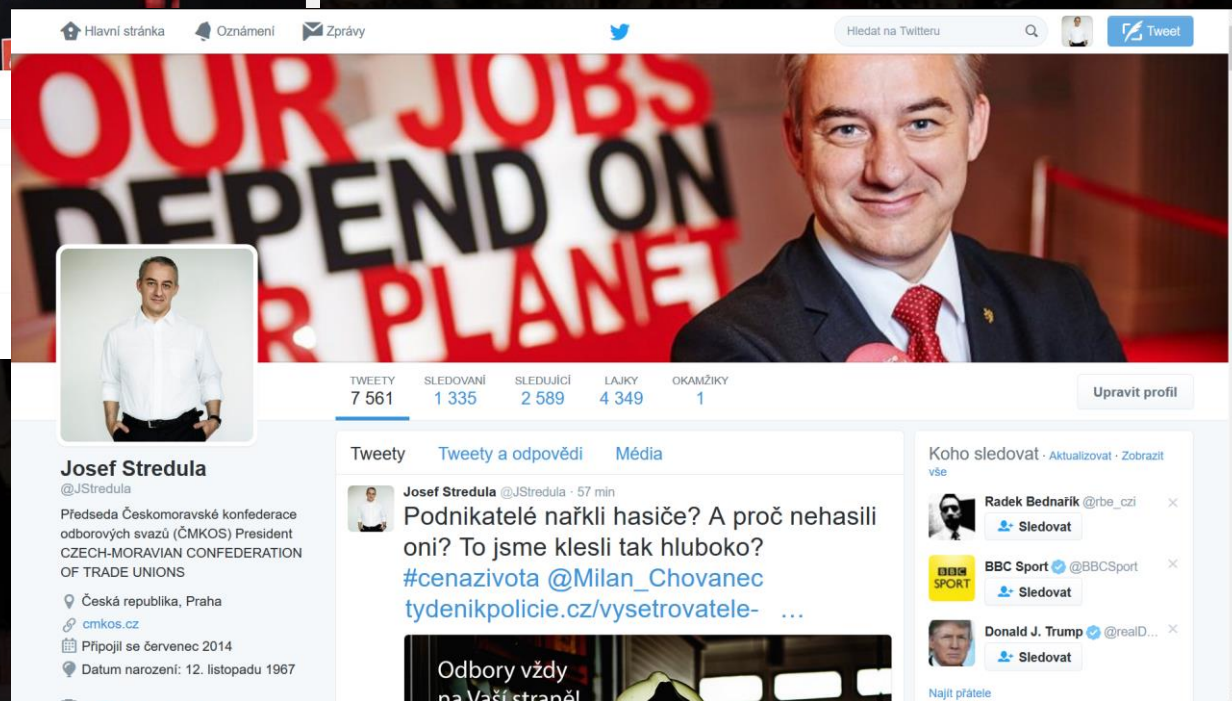 Hlavní stránka
Oznámení
Zprávy
Hledat na Twitteru
Tweet
OUR JOBS
DEPEND ON
PLANET
TWEETY
7 561
SLEDOVANÍ
1 335
SLEDUJÍCÍ
2 589
LAJKY
4 349
OKAMŽIKY
1
Upravit profil
Josef Stredula
@JStredula
Předseda Českomoravské konfederace
odborových svazů (ČMKOS) President
CZECH-MORAVIAN CONFEDERATION
OF TRADE UNIONS
Česká republika, Praha
cmkos.cz
Připojil se červenec 2014
Datum narození: 12. listopadu 1967
Tweety Tweety a odpovědi Média
Josef Stredula @JStredula · 57 min
Podnikatelé nařkli hasiče? A proč nehasili
oni? To jsme klesli tak hluboko?
#cenazivota @Milan_Chovanec
tydenikpolicie.cz/vysetrovatele- …
Odbory vždy
na Vaší straně!
Koho sledovat · Aktualizovat · Zobrazit
vše
Radek Bednařík @rbe_czi
Sledovat
BBC
SPORT
BBC Sport @BBCSport
Sledovat
Donald J. Trump @realD...
Sledovat
Najít přátele